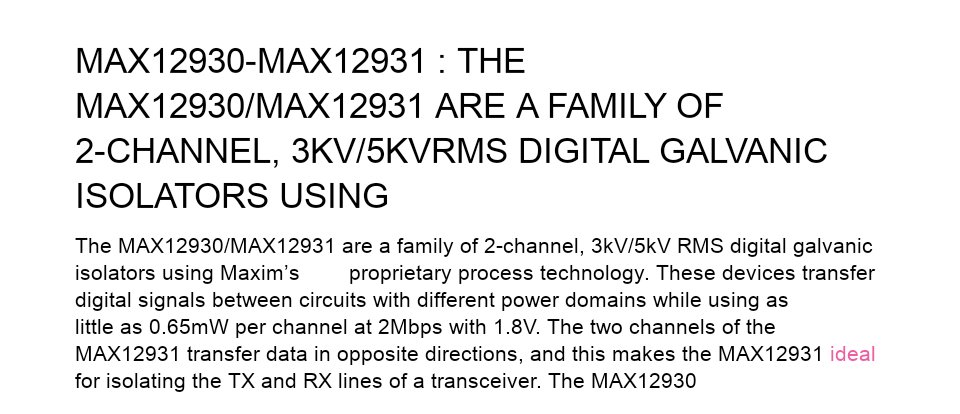 MAX12930-MAX12931 : THE
MAX12930/MAX12931 ARE A FAMILY OF
2-CHANNEL, 3KV/5KVRMS DIGITAL GALVANIC
ISOLATORS USING
The MAX12930/MAX12931 are a family of 2-channel, 3kV/5kV RMS digital galvanic
isolators using Maxim’s proprietary process technology. These devices transfer
digital signals between circuits with different power domains while using as
little as 0.65mW per channel at 2Mbps with 1.8V. The two channels of the
MAX12931 transfer data in opposite directions, and this makes the MAX12931 ideal
for isolating the TX and RX lines of a transceiver. The MAX12930